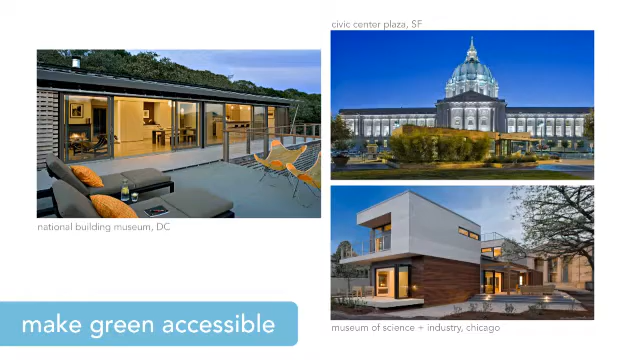 civic center plaza, SF
national building museum, DC
make green accessible
museum of science + industry, chicago